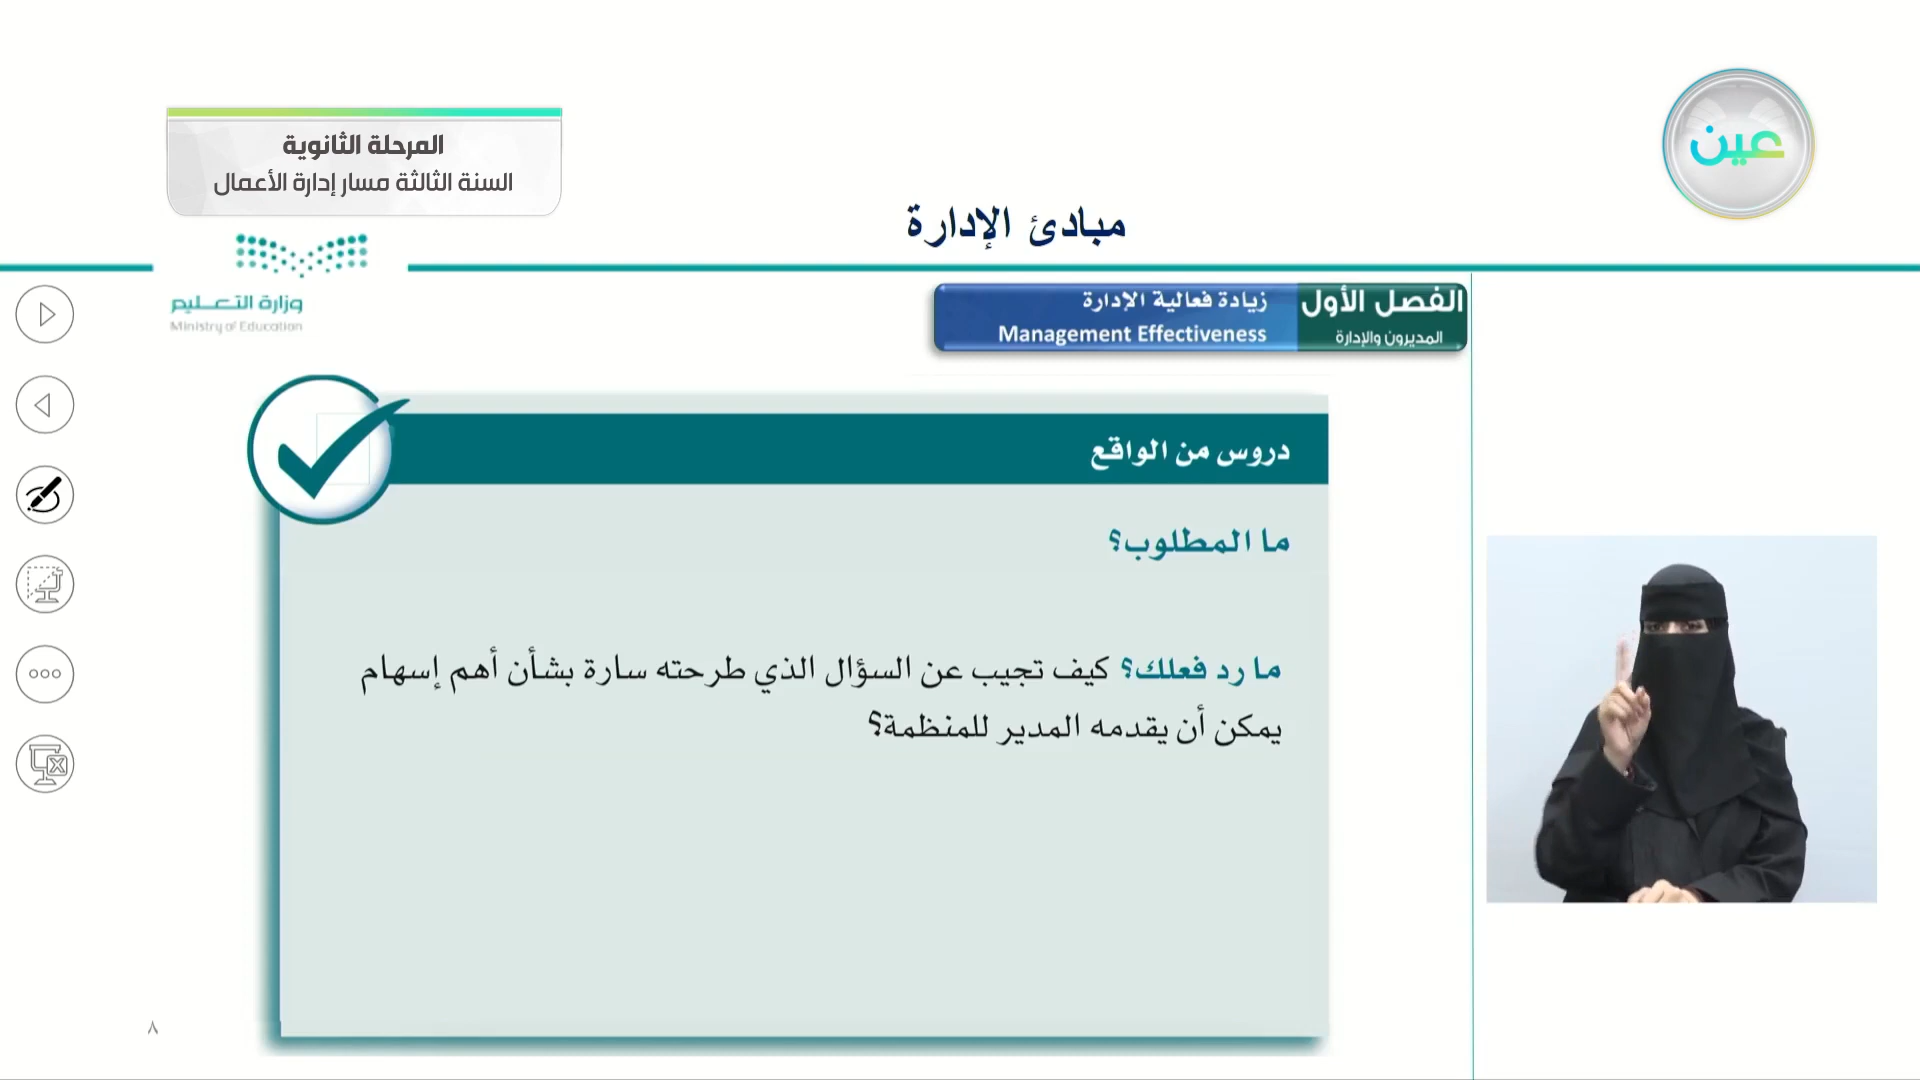 عين
المرحلة الثانوية
السنة الثالثة مسار إدارة الأعمال
مبادئ الإدارة
وزارة التعليم
Ministry of Education
الفصل الأول
المديرون والإدارة
زيادة فعالية الإدارة
Management Effectiveness
دروس من الواقع
ما المطلوب؟
ما رد فعلك؟ كيف تجيب عن السؤال الذي طرحته سارة بشأن أهم إسهام
يمكن أن يقدمه المدير للمنظمة؟
٨